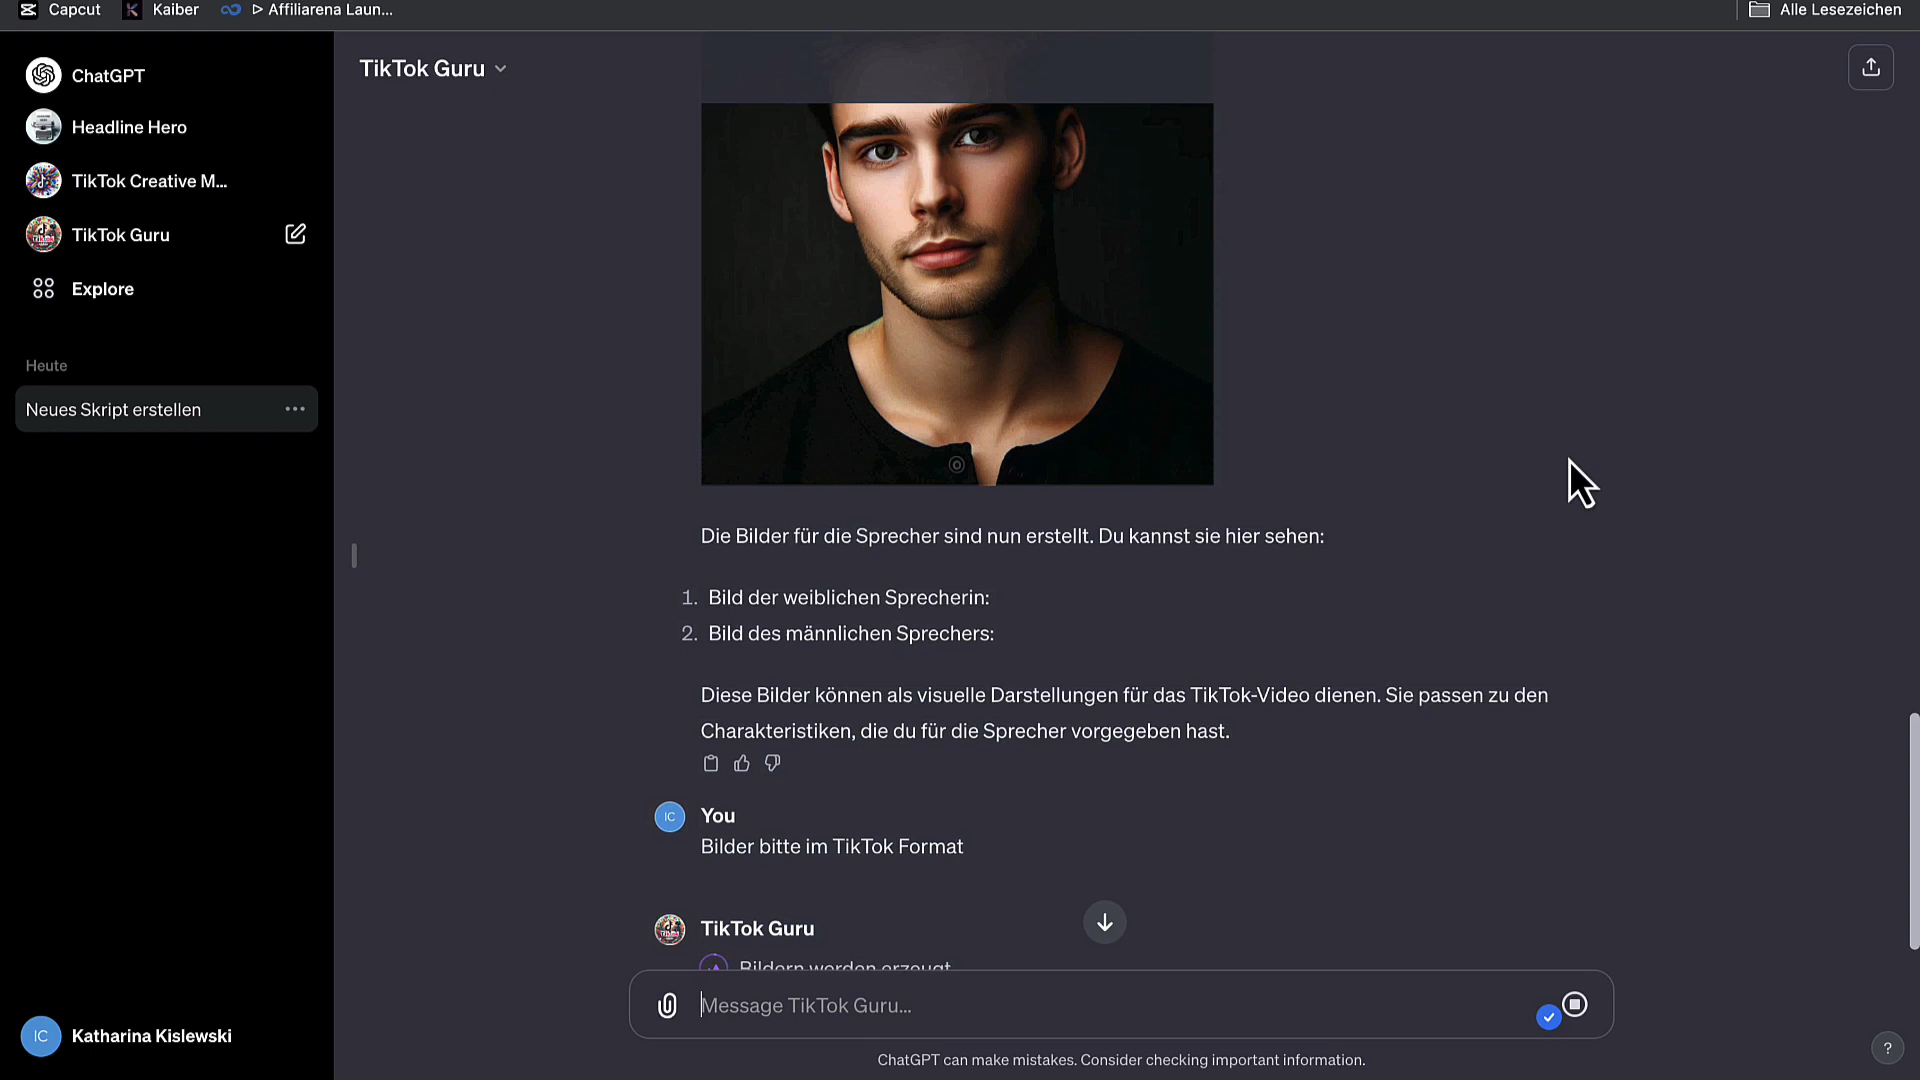 Capcut
Kaiber
ᐅ Affiliarena Laun...
Alle Lesezeichen
ChatGPT
Headline Hero
TikTok Creative M...
TikTok Guru
Explore
Heute
Neues Skript erstellen
Katharina Kislewski
IC
TikTok Guru
Die Bilder für die Sprecher sind nun erstellt. Du kannst sie hier sehen:
1. Bild der weiblichen Sprecherin:
2. Bild des männlichen Sprechers:
Diese Bilder können als visuelle Darstellungen für das TikTok-Video dienen. Sie passen zu den
Charakteristiken, die du für die Sprecher vorgegeben hast.
IC
You
Bilder bitte im TikTok Format
TikTok Guru
Bildern werden erzeugt
Message TikTok Guru...
ChatGPT can make mistakes. Consider checking important information.
?